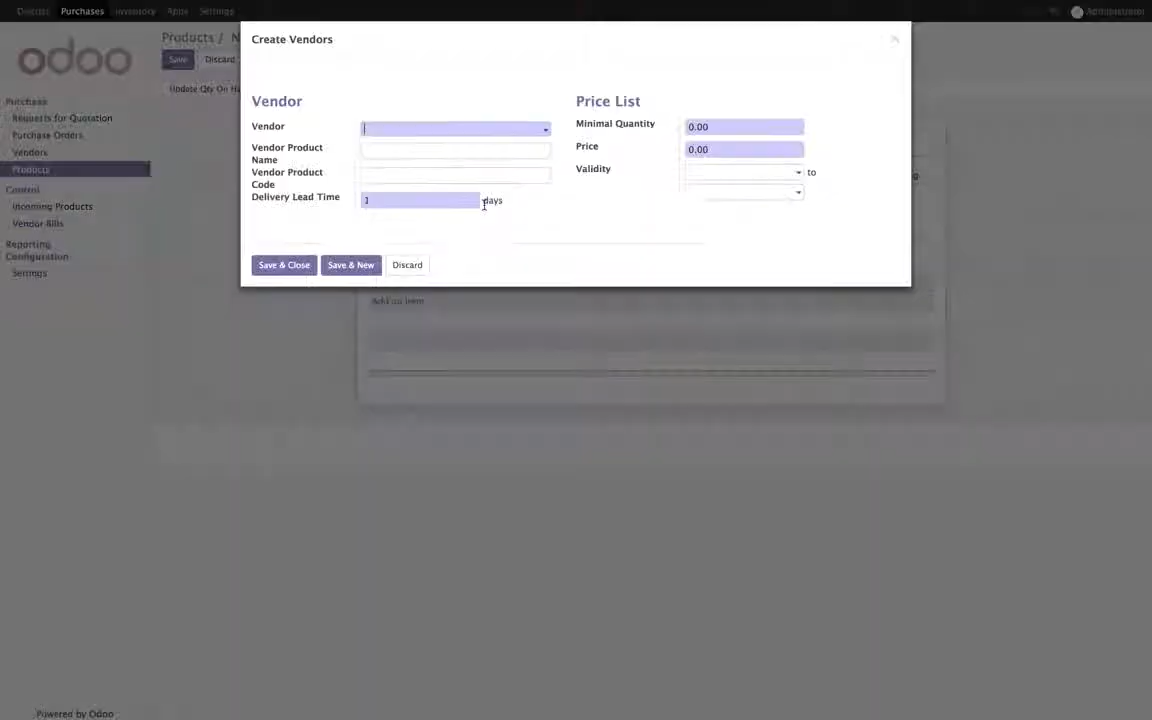 Discuss Purchases Inventory Apps Settings Administrator
odoo
Products / N
Save Discard
Update Qty On Ha
Purchase
Requests for Quotation
Purchase Orders
Vendors
Products
Control
Incoming Products
Vendor Bills
Reporting
Configuration
Settings
Create Vendors
Vendor
Vendor
Vendor Product Name
Vendor Product Code
Delivery Lead Time 1 days
Price List
Minimal Quantity 0.00
Price 0.00
Validity to
Save & Close Save & New Discard
Add an item
Powered by Odoo